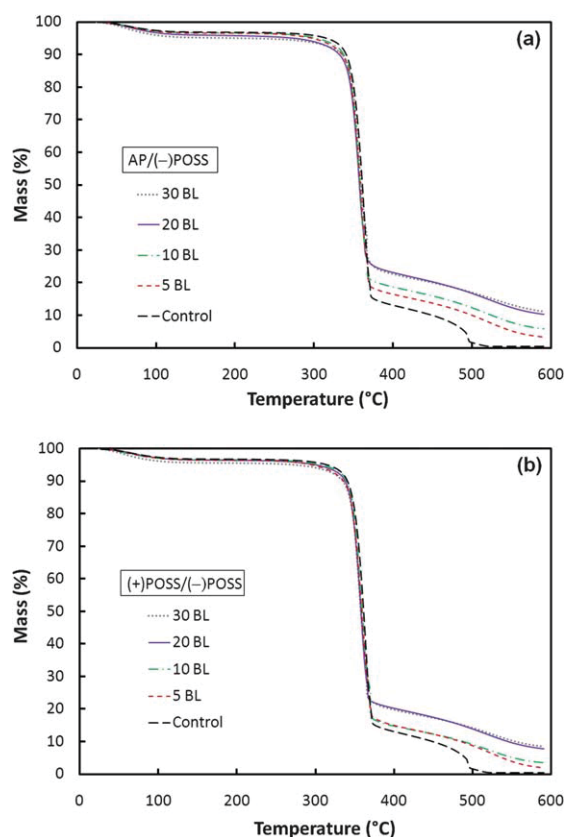 (a)
Mass (%)
100
90
80
70
60
50
40
30
20
10
0
AP/(−)POSS
30 BL
20 BL
10 BL
5 BL
Control
0 100 200 300 400 500 600
Temperature (°C)
(b)
Mass (%)
100
90
80
70
60
50
40
30
20
10
0
(+)POSS/(−)POSS
30 BL
20 BL
10 BL
5 BL
Control
0 100 200 300 400 500 600
Temperature (°C)